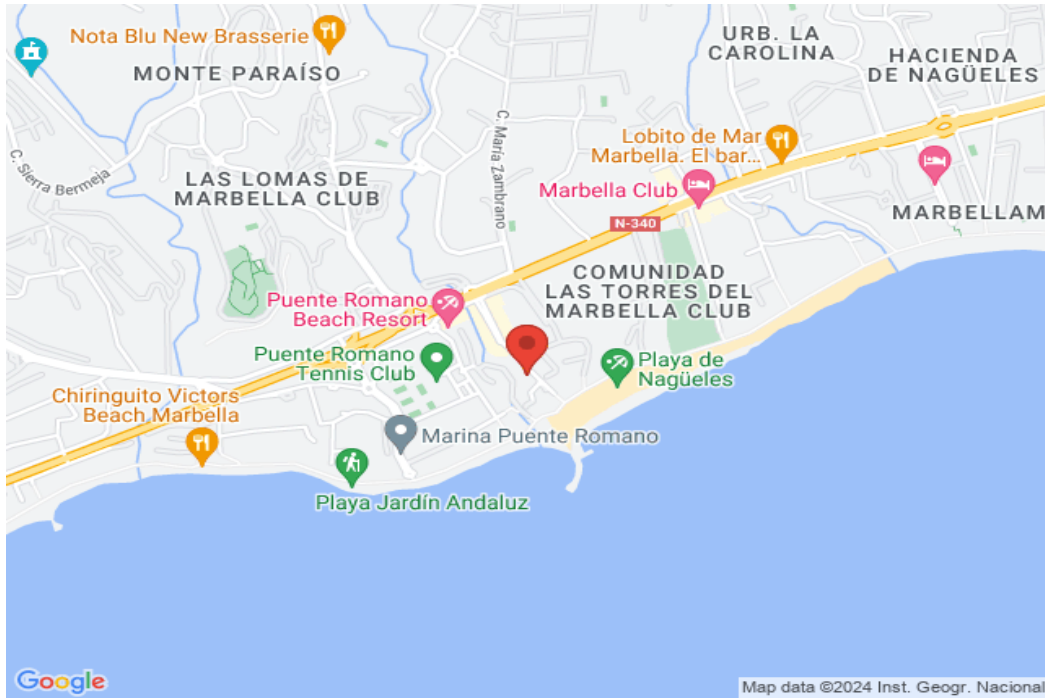 Nota Blu New Brasserie
MONTE PARAÍSO
URB. LA
CAROLINA
HACIENDA
DE NAGÜELES
C. Sierra Bermeja
C. María Zambrano
Lobito de Mar
Marbella. El bar...
LAS LOMAS DE
MARBELLA CLUB
Marbella Club
MARBELLAM
N-340
COMUNIDAD
LAS TORRES DEL
MARBELLA CLUB
Puente Romano
Beach Resort
Puente Romano
Tennis Club
Playa de
Nagüeles
Chiringuito Victors
Beach Marbella
Marina Puente Romano
Playa Jardín Andaluz
Google
Map data ©2024 Inst. Geogr. Nacional